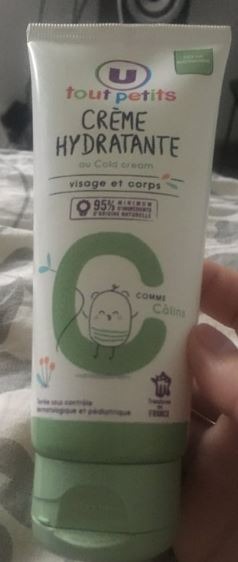 U
tout petits
CRÈME
HYDRATANTE
au Cold cream
visage et corps
95% MINIMUM
D'INGRÉDIENTS
D'ORIGINE NATURELLE
C
COMME
Câlins
sous contrôle
dermatologique et pédiatrique
en
FRANCE